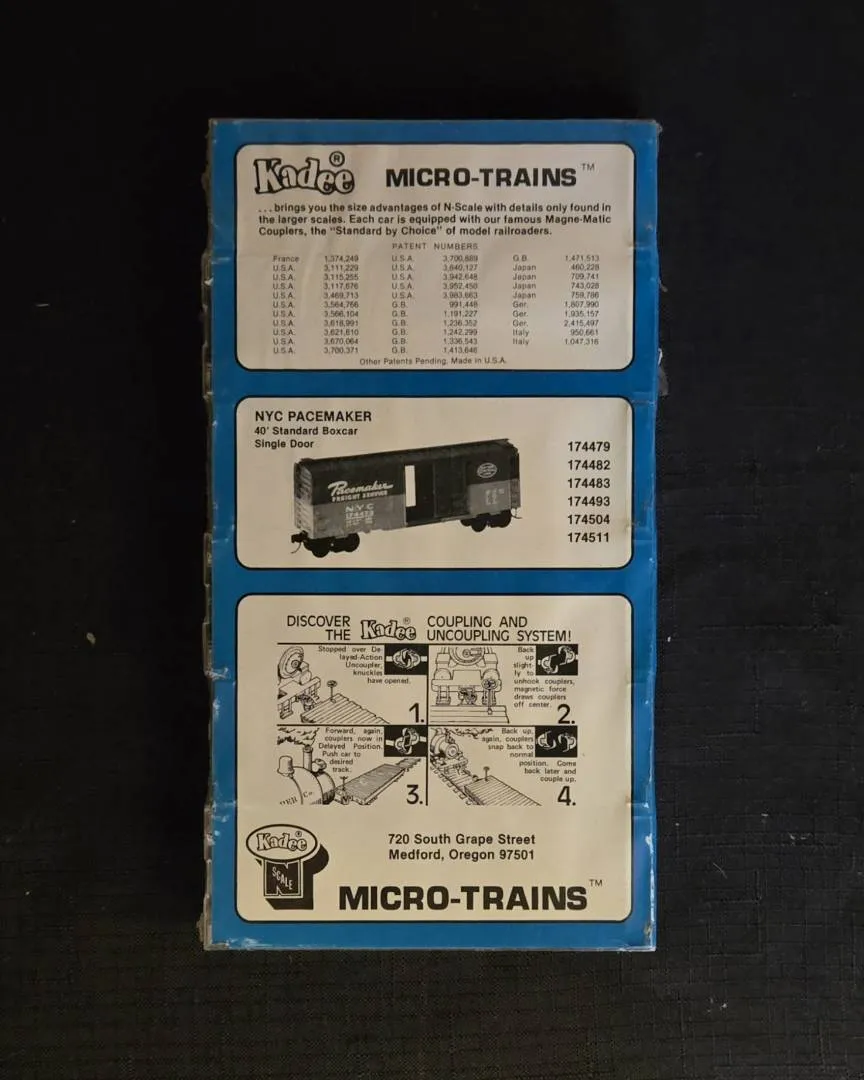 Kadee® MICRO-TRAINS™
...brings you the size advantages of N-Scale with details only found in
the larger scales. Each car is equipped with our famous Magne-Matic
Couplers, the "Standard by Choice" of model railroaders.
PATENT NUMBERS
France 1,374,249 U.S.A. 3,700,889 G.B. 1,471,513
U.S.A. 3,111,229 U.S.A. 3,840,127 Japan 460,228
U.S.A. 3,115,255 U.S.A. 3,942,648 Japan 709,741
U.S.A. 3,117,676 U.S.A. 3,952,450 Japan 743,028
U.S.A. 3,469,713 U.S.A. 3,983,663 Japan 759,786
U.S.A. 3,564,766 G.B. 991,448 Ger. 1,807,990
U.S.A. 3,566,104 G.B. 1,191,227 Ger. 1,935,157
U.S.A. 3,618,991 G.B. 1,236,352 Ger. 2,415,497
U.S.A. 3,621,610 G.B. 1,242,299 Italy 950,661
U.S.A. 3,670,064 G.B. 1,336,543 Italy 1,047,316
U.S.A. 3,700,371 G.B. 1,413,646
Other Patents Pending. Made in U.S.A.
NYC PACEMAKER
40' Standard Boxcar
Single Door
174479
174482
174483
174493
174504
174511
Pacemaker
FREIGHT SERVICE
NYC
DISCOVER
THE Kadee®
COUPLING AND
UNCOUPLING SYSTEM!
Stopped over De-
layed-Action
Uncoupler,
knuckles
have opened.
1.
Back
up
slight-
ly to
unhook couplers,
magnetic force
draws couplers
off center.
2.
Forward, again,
couplers now in
Delayed Position.
Push car to
desired
track.
3.
Back up,
again, couplers
snap back to
normal
position. Come
back later and
couple up.
4.
Kadee®
N
SCALE
720 South Grape Street
Medford, Oregon 97501
MICRO-TRAINS™